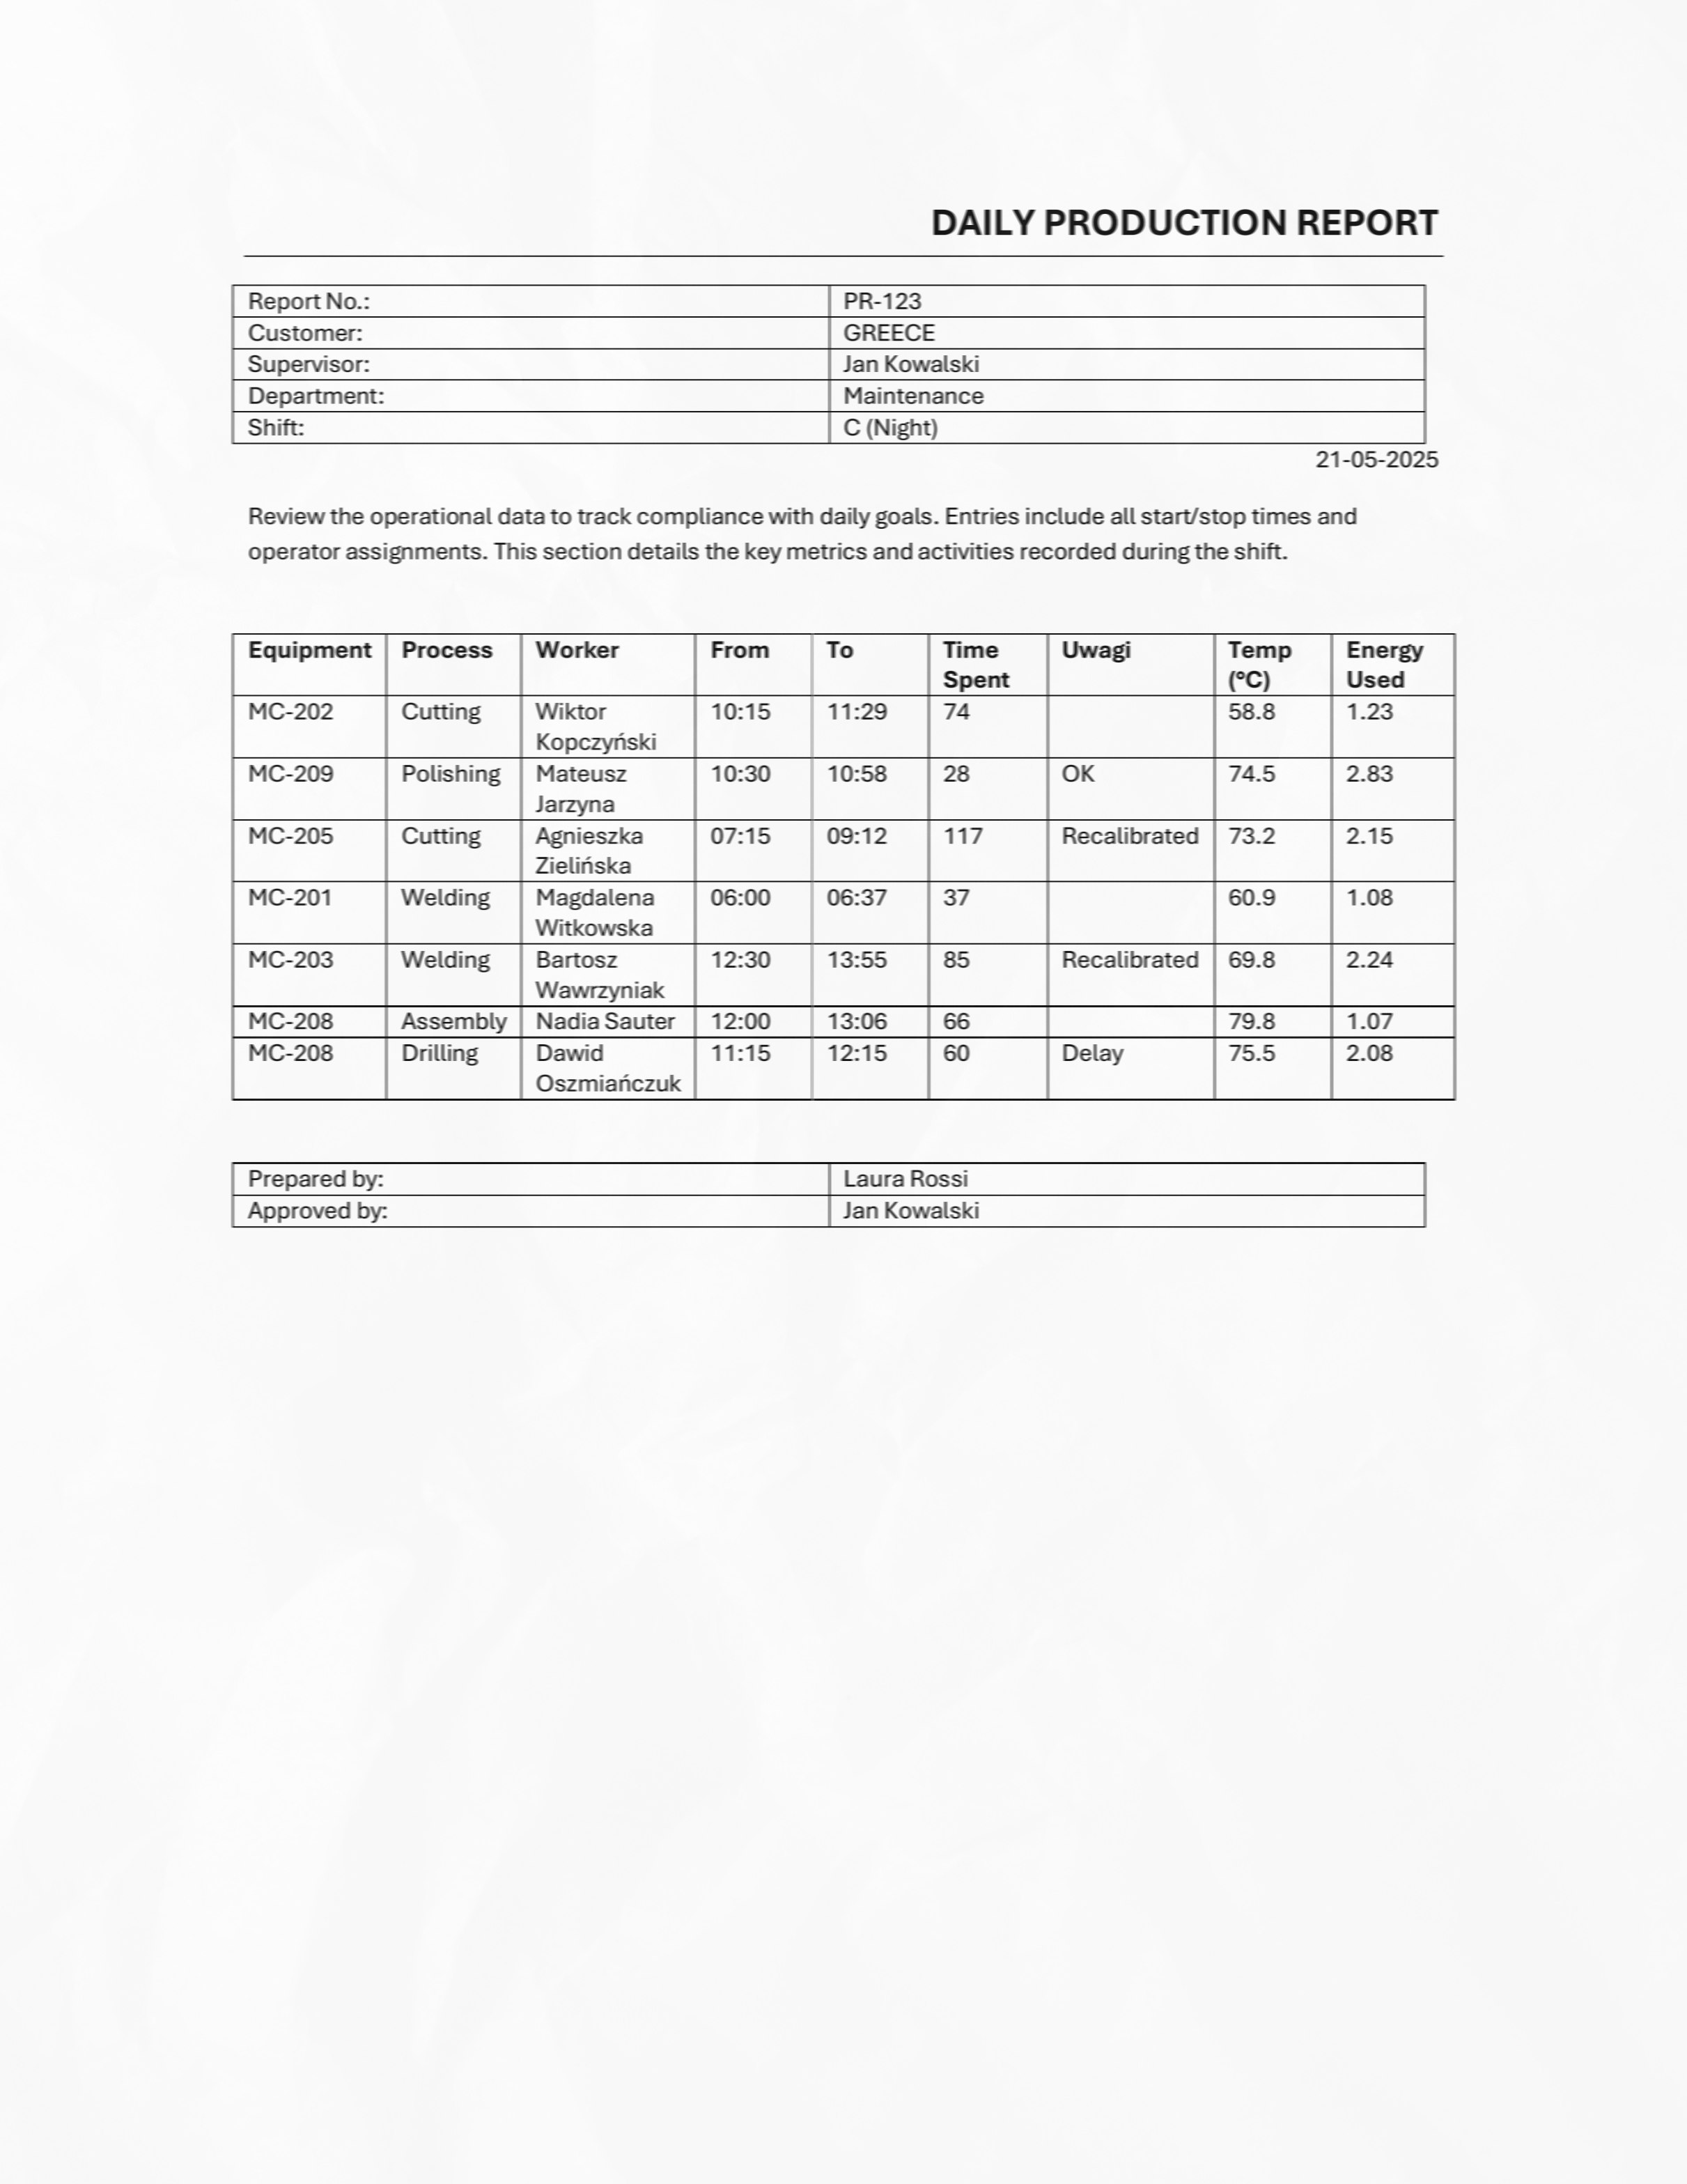 DAILY PRODUCTION REPORT
Report No.: PR-123
Customer: GREECE
Supervisor: Jan Kowalski
Department: Maintenance
Shift: C (Night)
21-05-2025
Review the operational data to track compliance with daily goals. Entries include all start/stop times and
operator assignments. This section details the key metrics and activities recorded during the shift.
Equipment Process Worker From To Time Spent Uwagi Temp (°C) Energy Used
MC-202 Cutting Wiktor Kopczyński 10:15 11:29 74 58.8 1.23
MC-209 Polishing Mateusz Jarzyna 10:30 10:58 28 OK 74.5 2.83
MC-205 Cutting Agnieszka Zielińska 07:15 09:12 117 Recalibrated 73.2 2.15
MC-201 Welding Magdalena Witkowska 06:00 06:37 37 60.9 1.08
MC-203 Welding Bartosz Wawrzyniak 12:30 13:55 85 Recalibrated 69.8 2.24
MC-208 Assembly Nadia Sauter 12:00 13:06 66 79.8 1.07
MC-208 Drilling Dawid Oszmiańczuk 11:15 12:15 60 Delay 75.5 2.08
Prepared by: Laura Rossi
Approved by: Jan Kowalski